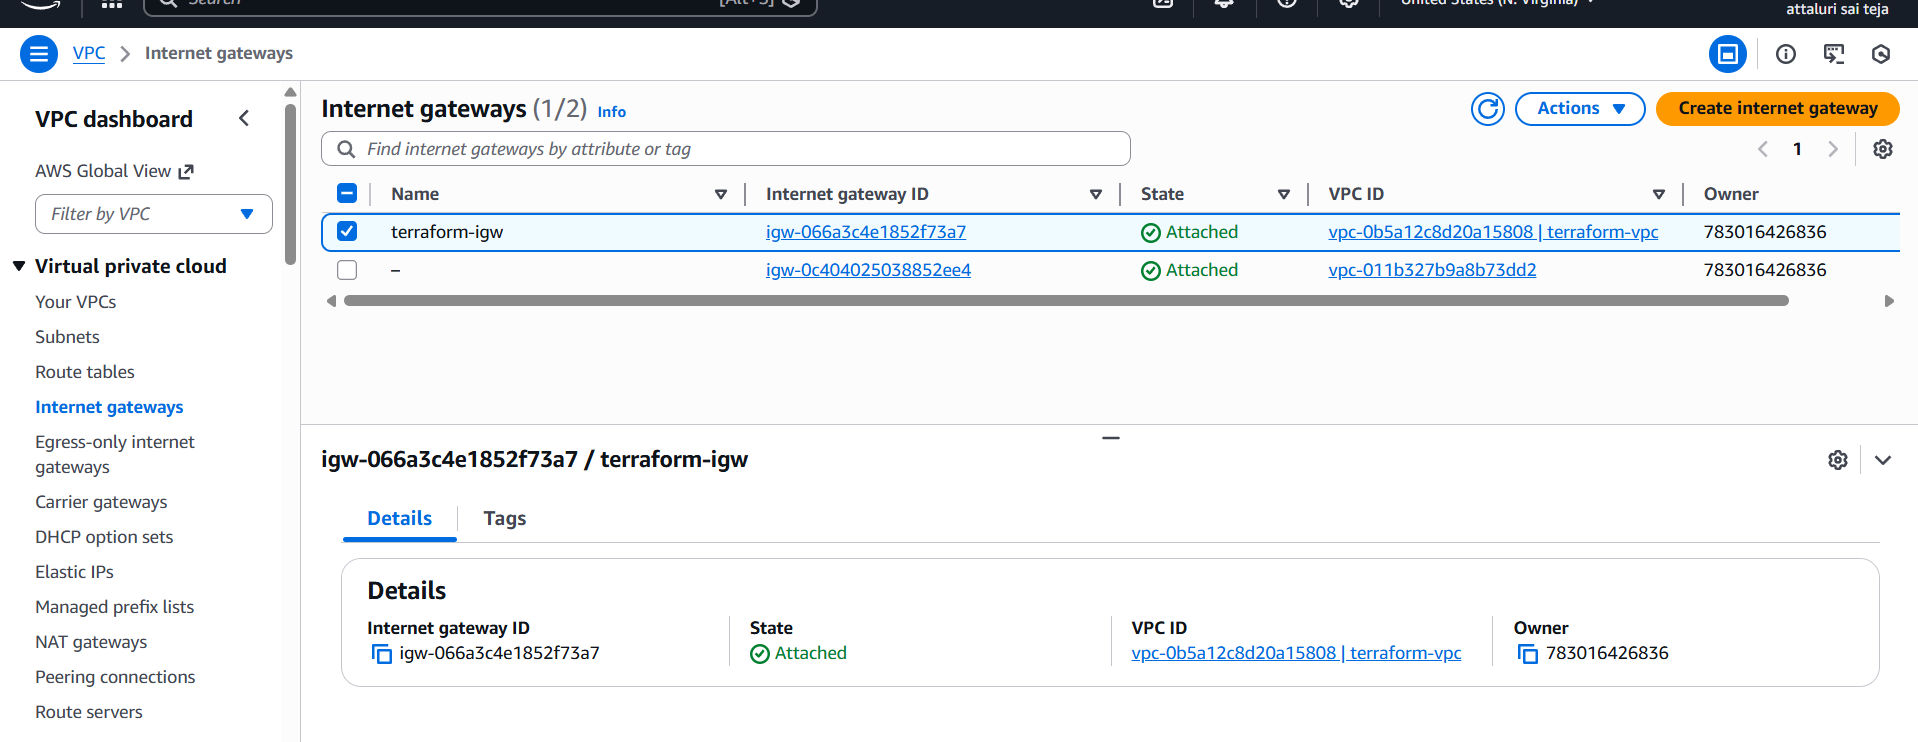 Search
[Alt+S]
United States (N. Virginia)
attaluri sai teja
VPC
Internet gateways
VPC dashboard
AWS Global View
Filter by VPC
Virtual private cloud
Your VPCs
Subnets
Route tables
Internet gateways
Egress-only internet
gateways
Carrier gateways
DHCP option sets
Elastic IPs
Managed prefix lists
NAT gateways
Peering connections
Route servers
Internet gateways (1/2) Info
Actions
Create internet gateway
Find internet gateways by attribute or tag
1
Name Internet gateway ID State VPC ID Owner
terraform-igw igw-066a3c4e1852f73a7 Attached vpc-0b5a12c8d20a15808 | terraform-vpc 783016426836
– igw-0c404025038852ee4 Attached vpc-011b327b9a8b73dd2 783016426836
igw-066a3c4e1852f73a7 / terraform-igw
Details Tags
Details
Internet gateway ID State VPC ID Owner
igw-066a3c4e1852f73a7 Attached vpc-0b5a12c8d20a15808 | terraform-vpc 783016426836